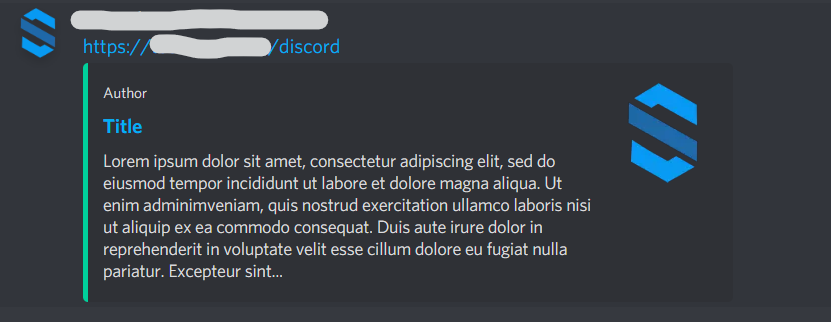 https:// /discord
Author
Title
Lorem ipsum dolor sit amet, consectetur adipiscing elit, sed do
eiusmod tempor incididunt ut labore et dolore magna aliqua. Ut
enim adminimveniam, quis nostrud exercitation ullamco laboris nisi
ut aliquip ex ea commodo consequat. Duis aute irure dolor in
reprehenderit in voluptate velit esse cillum dolore eu fugiat nulla
pariatur. Excepteur sint...